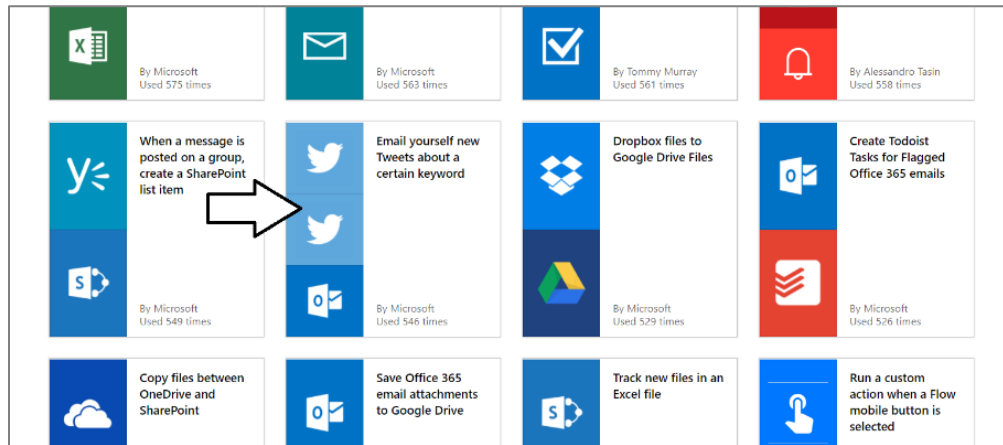 By Microsoft
Used 575 times
By Microsoft
Used 563 times
By Tommy Murray
Used 561 times
By Alessandro Tasin
Used 558 times
When a message is
posted on a group,
create a SharePoint
list item
By Microsoft
Used 549 times
Email yourself new
Tweets about a
certain keyword
By Microsoft
Used 546 times
Dropbox files to
Google Drive Files
By Microsoft
Used 529 times
Create Todoist
Tasks for Flagged
Office 365 emails
By Microsoft
Used 526 times
Copy files between
OneDrive and
SharePoint
Save Office 365
email attachments
to Google Drive
Track new files in an
Excel file
Run a custom
action when a Flow
mobile button is
selected